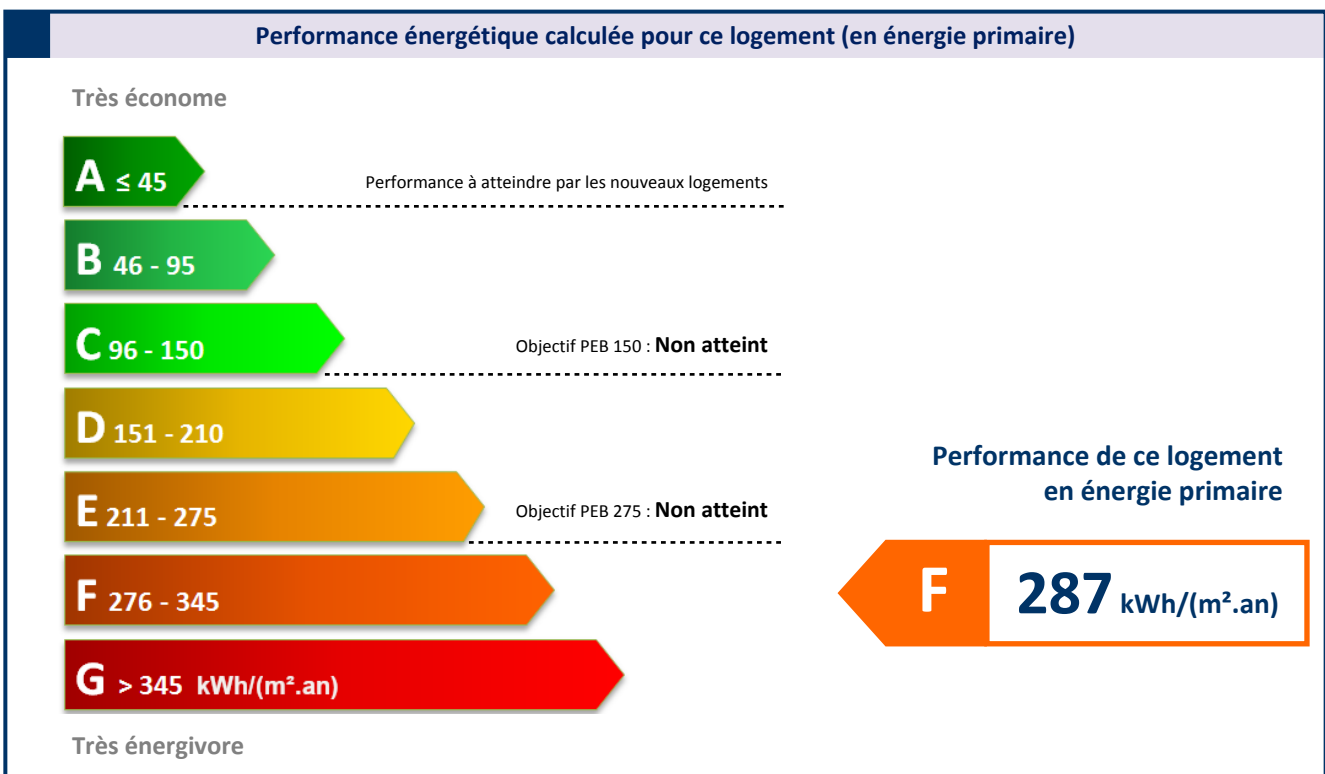 Performance énergétique calculée pour ce logement (en énergie primaire)
Très économe
A ≤ 45
Performance à atteindre par les nouveaux logements
B 46 - 95
C 96 - 150
Objectif PEB 150 : Non atteint
D 151 - 210
E 211 - 275
Objectif PEB 275 : Non atteint
F 276 - 345
G > 345 kWh/(m².an)
Très énergivore
Performance de ce logement
en énergie primaire
F 287 kWh/(m².an)